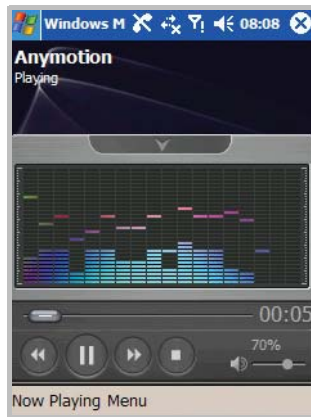 Windows M 08:08
Anymotion
Playing
00:05
70%
Now Playing Menu